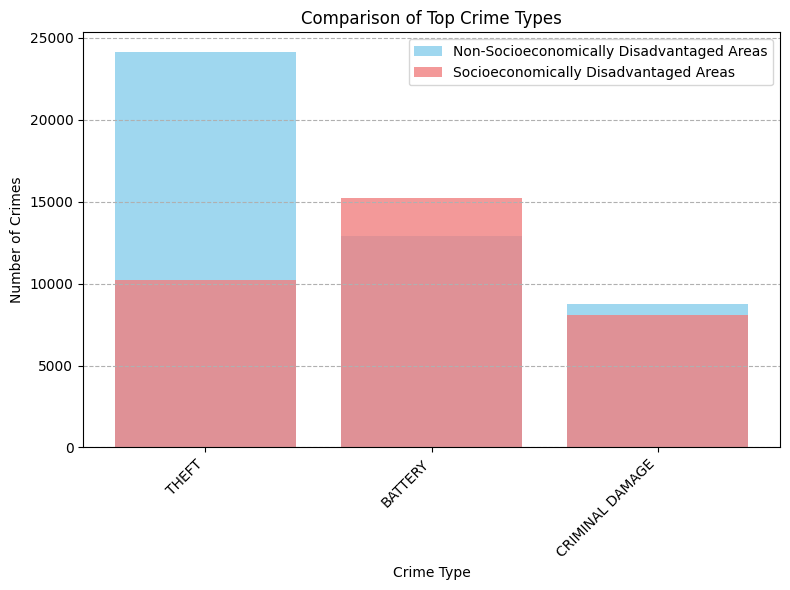 Comparison of Top Crime Types
Non-Socioeconomically Disadvantaged Areas
Socioeconomically Disadvantaged Areas
Number of Crimes
25000
20000
15000
10000
5000
0
THEFT
BATTERY
CRIMINAL DAMAGE
Crime Type